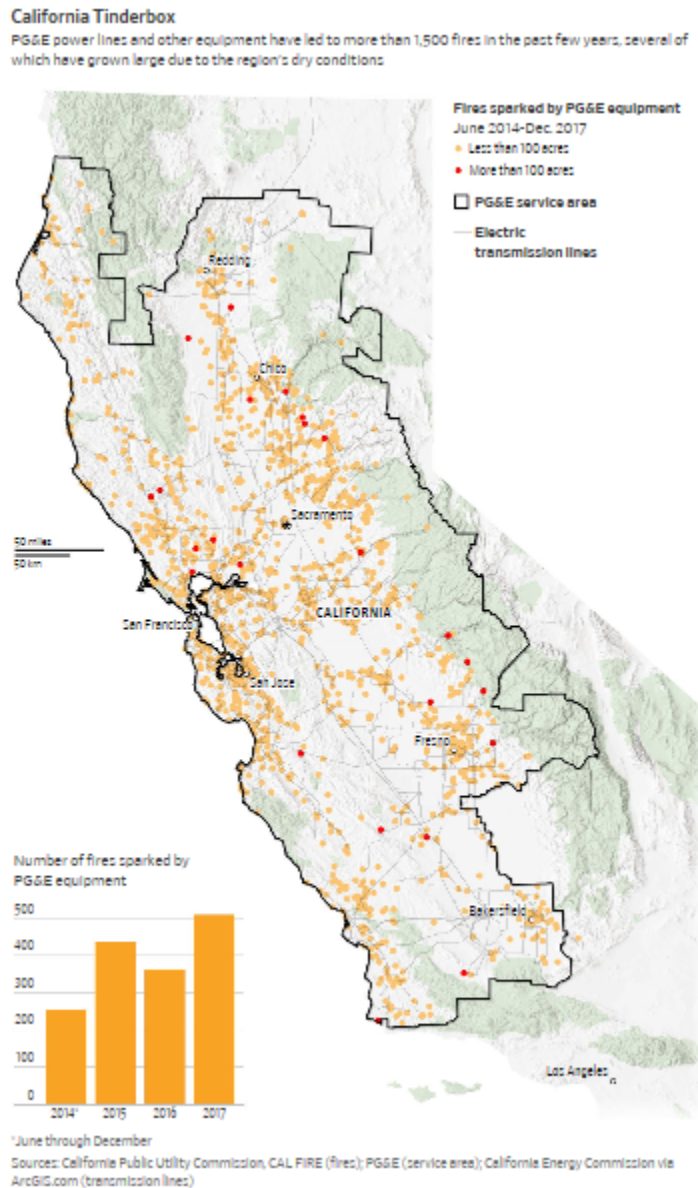 California Tinderbox
PG&E power lines and other equipment have led to more than 1,500 fires in the past few years, several of
which have grown large due to the region's dry conditions
Fires sparked by PG&E equipment
June 2014-Dec. 2017
Less than 100 acres
More than 100 acres
PG&E service area
Electric
transmission lines
Redding
Chico
Sacramento
50 miles
50 km
CALIFORNIA
San Francisco
San Jose
Fresno
Bakersfield
Los Angeles
Number of fires sparked by
PG&E equipment
500
400
300
200
100
0
2014* 2015 2016 2017
*June through December
Sources: California Public Utility Commission, CAL FIRE (fires); PG&E (service area); California Energy Commission via
ArcGIS.com (transmission lines)